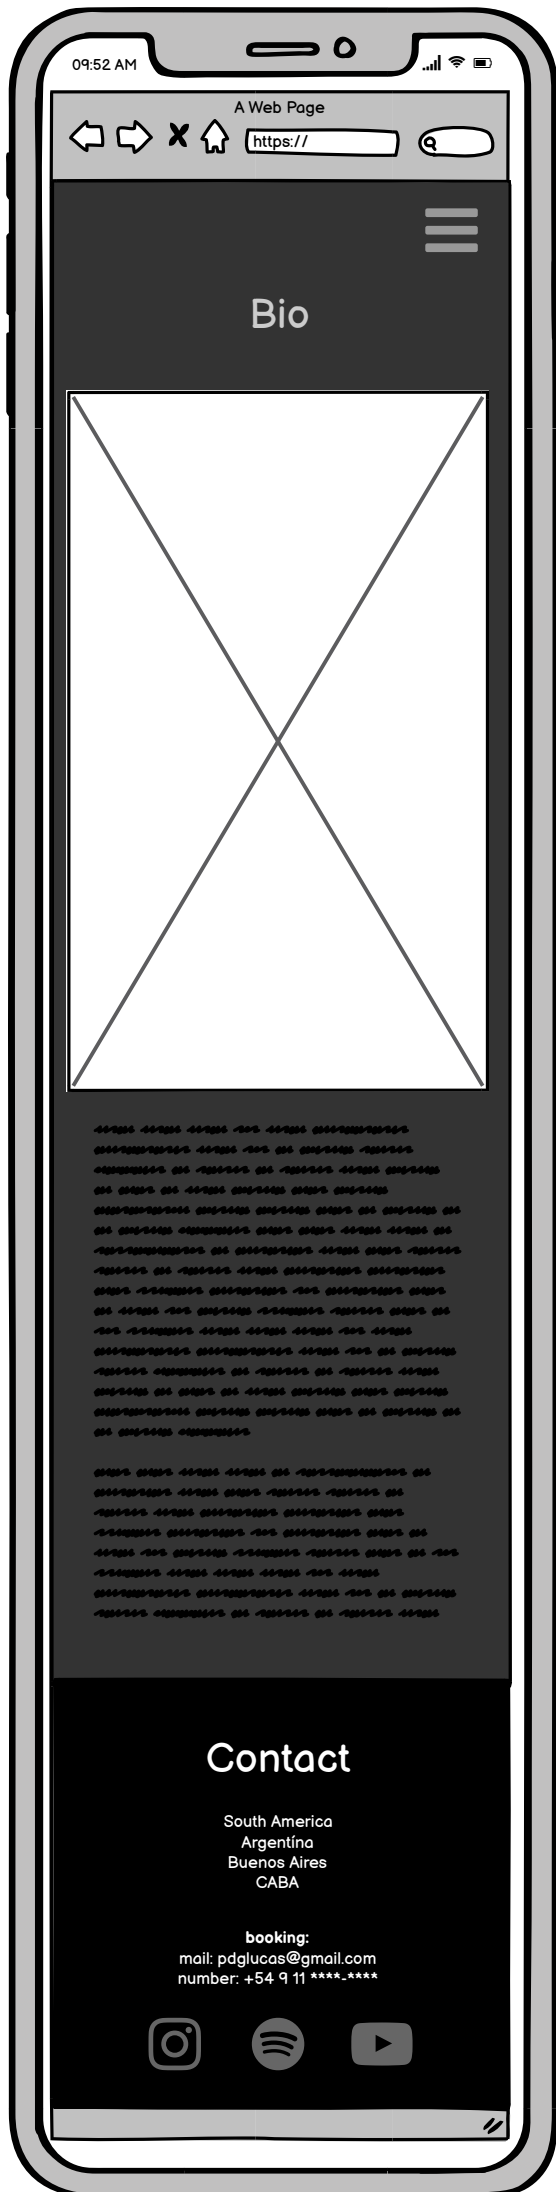 09:52 AM
A Web Page
https://
Bio
Contact
South America
Argentína
Buenos Aires
CABA
booking:
mail: pdglucas@gmail.com
number: +54 9 11 ****-****